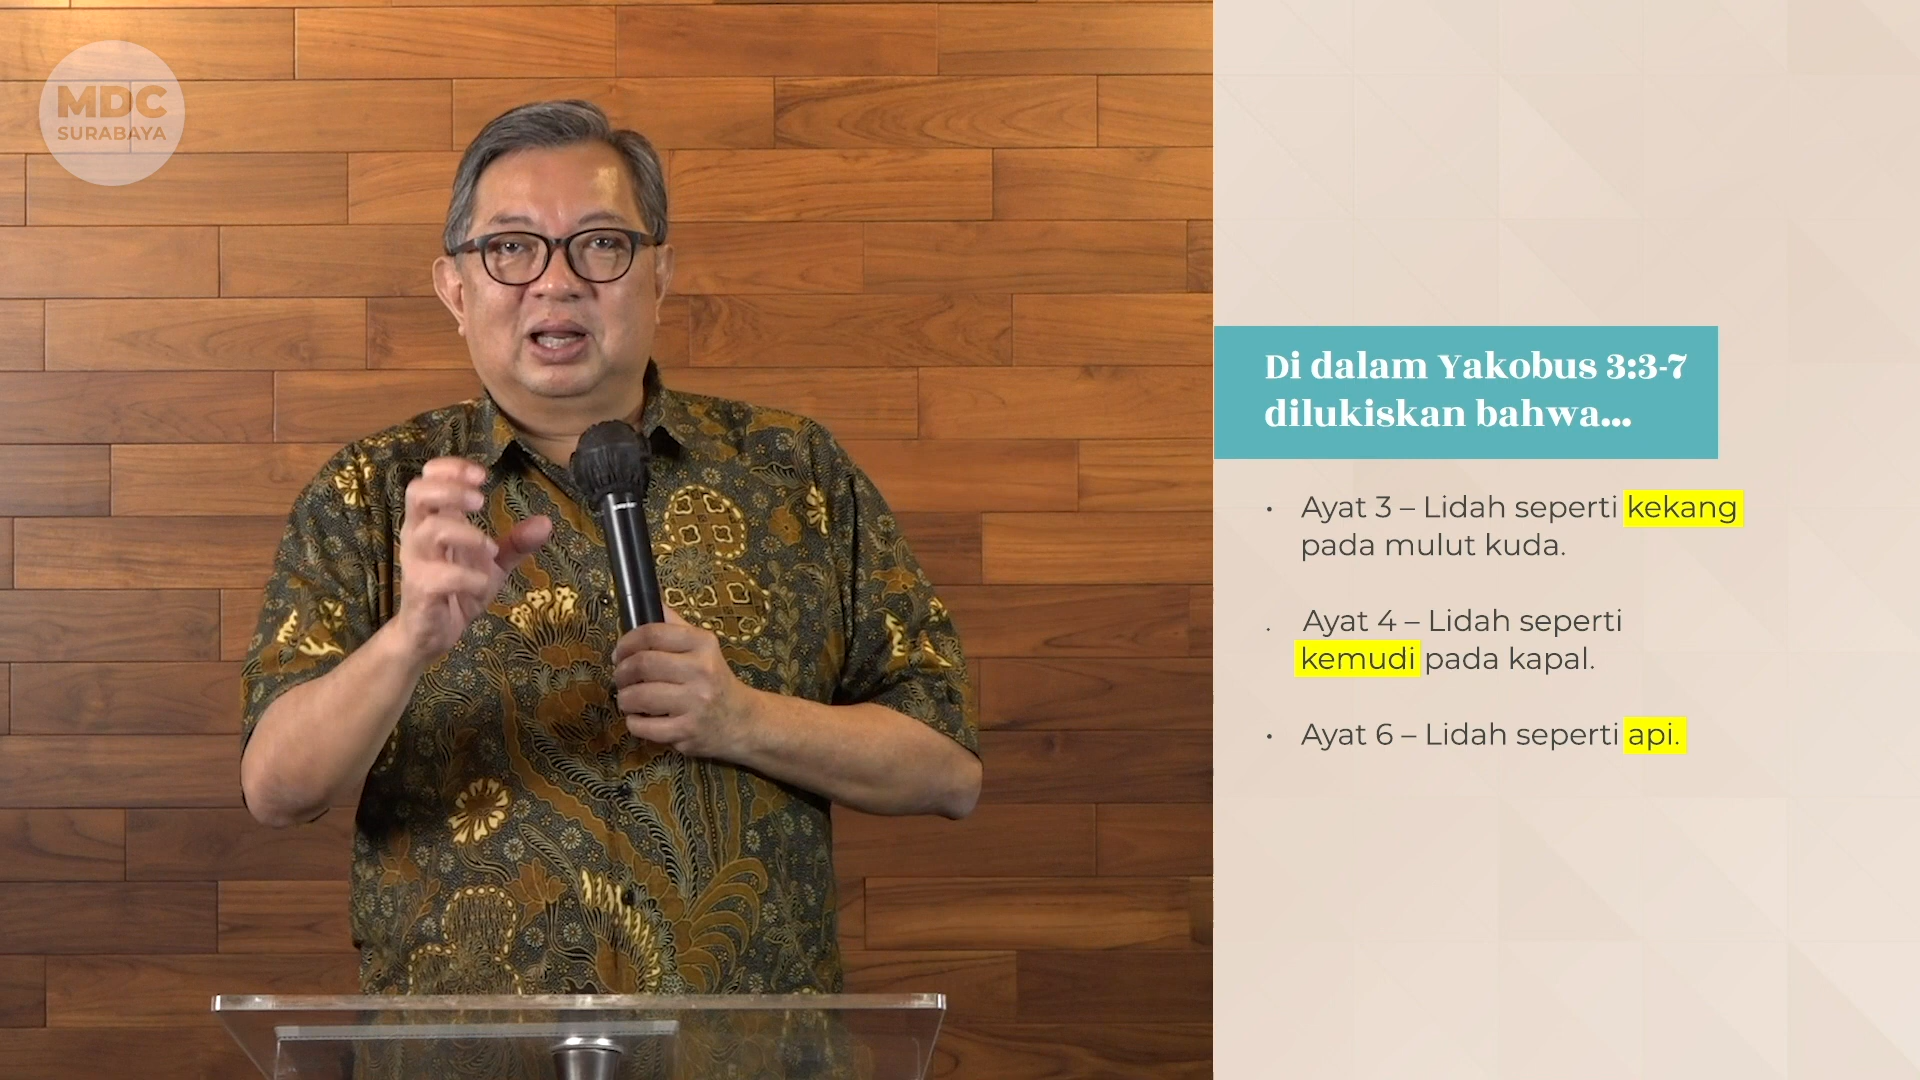 MDC
SURABAYA
Di dalam Yakobus 3:3-7
dilukiskan bahwa...
• Ayat 3 – Lidah seperti kekang
pada mulut kuda.
. Ayat 4 – Lidah seperti
kemudi pada kapal.
• Ayat 6 – Lidah seperti api.